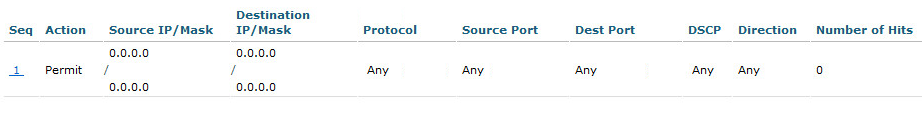 Seq Action Source IP/Mask Destination IP/Mask Protocol Source Port Dest Port DSCP Direction Number of Hits
1 Permit 0.0.0.0 / 0.0.0.0 0.0.0.0 / 0.0.0.0 Any Any Any Any Any 0